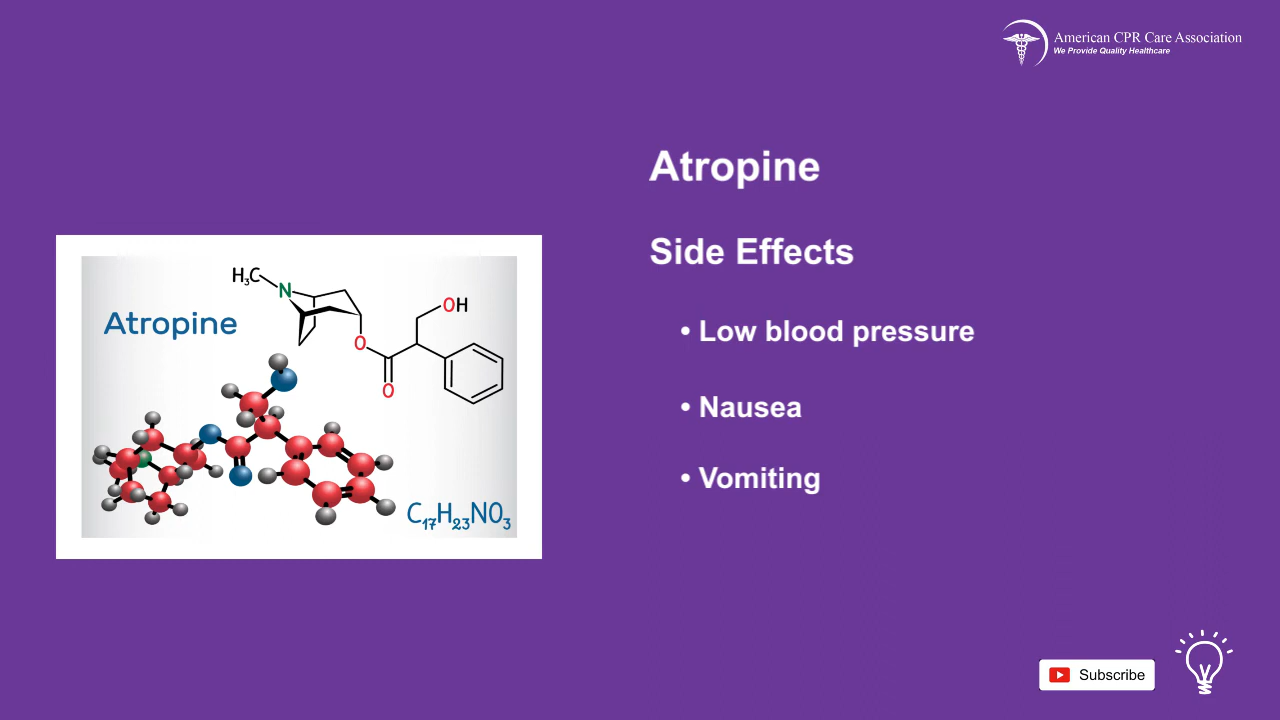 American CPR Care Association
We Provide Quality Healthcare
Atropine
Side Effects
• Low blood pressure
• Nausea
• Vomiting
Atropine
H₃C
N
OH
O
O
C₁₇H₂₃NO₃
Subscribe